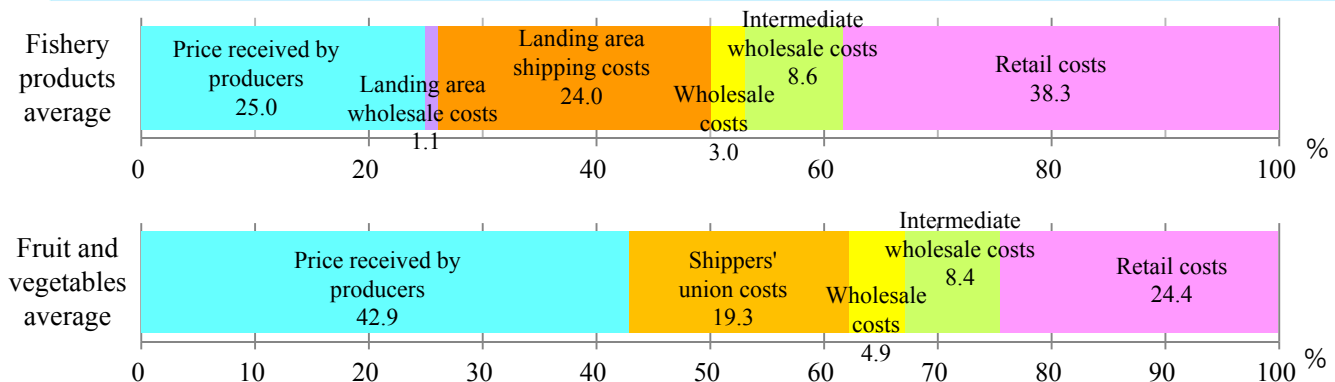 Fishery
products
average
Price received by
producers
25.0
Landing area
wholesale costs
1.1
Landing area
shipping costs
24.0
Wholesale
costs
3.0
Intermediate
wholesale costs
8.6
Retail costs
38.3
0 20 40 60 80 100 %
Fruit and
vegetables
average
Price received by
producers
42.9
Shippers'
union costs
19.3
Wholesale
costs
4.9
Intermediate
wholesale costs
8.4
Retail costs
24.4
0 10 20 30 40 50 60 70 80 90 100 %